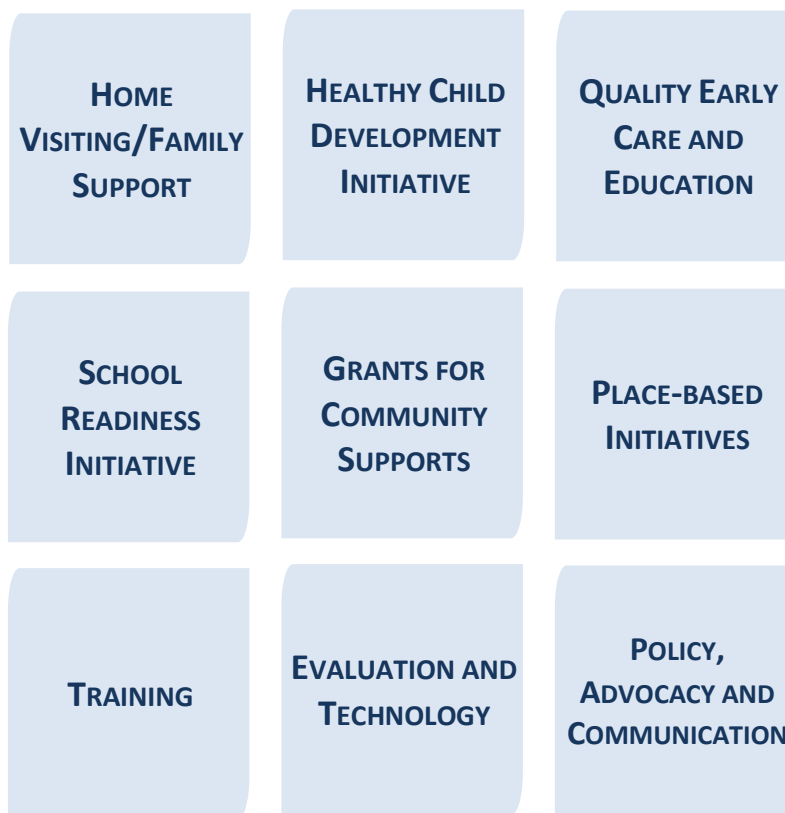 HOME
VISITING/FAMILY
SUPPORT
HEALTHY CHILD
DEVELOPMENT
INITIATIVE
QUALITY EARLY
CARE AND
EDUCATION
SCHOOL
READINESS
INITIATIVE
GRANTS FOR
COMMUNITY
SUPPORTS
PLACE-BASED
INITIATIVES
TRAINING
EVALUATION AND
TECHNOLOGY
POLICY,
ADVOCACY AND
COMMUNICATION